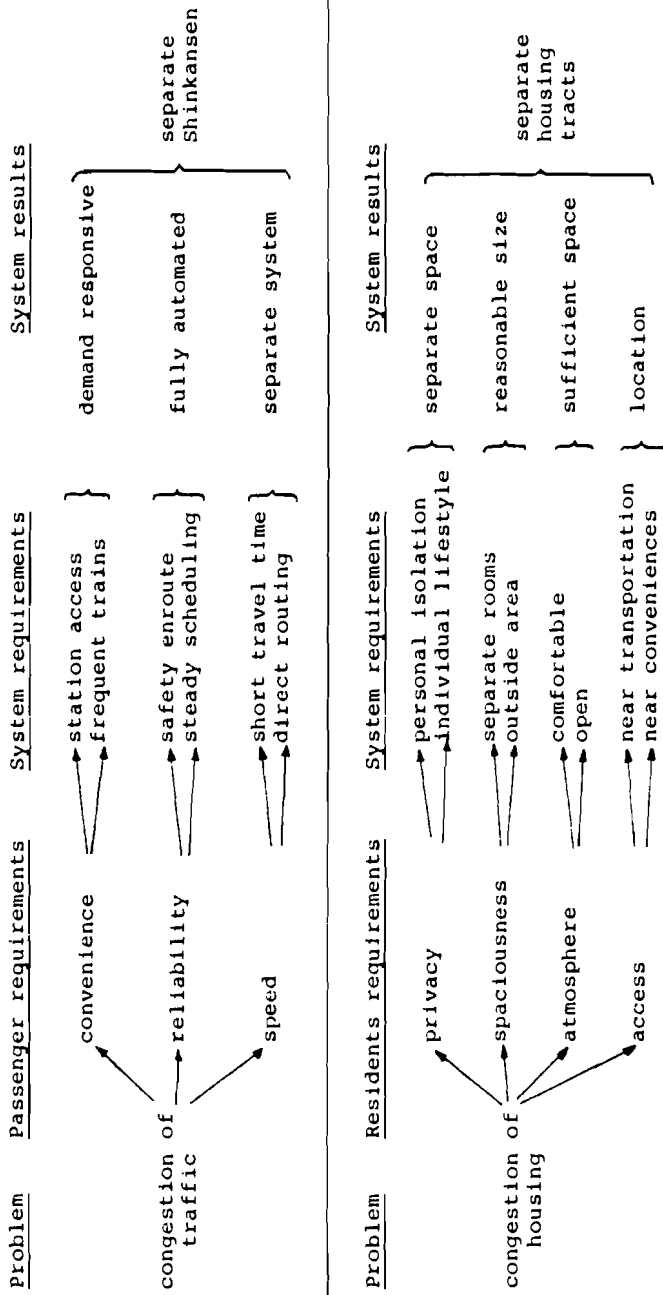 Problem Passenger requirements System requirements System results
congestion of traffic
convenience
reliability
speed
station access
frequent trains
safety enroute
steady scheduling
short travel time
direct routing
demand responsive
fully automated
separate system
separate
Shinkansen
Problem Residents requirements System requirements System results
congestion of
housing
privacy
spaciousness
atmosphere
access
personal isolation
individual lifestyle
separate rooms
outside area
comfortable
open
near transportation
near conveniences
separate space
reasonable size
sufficient space
location
separate
housing
tracts